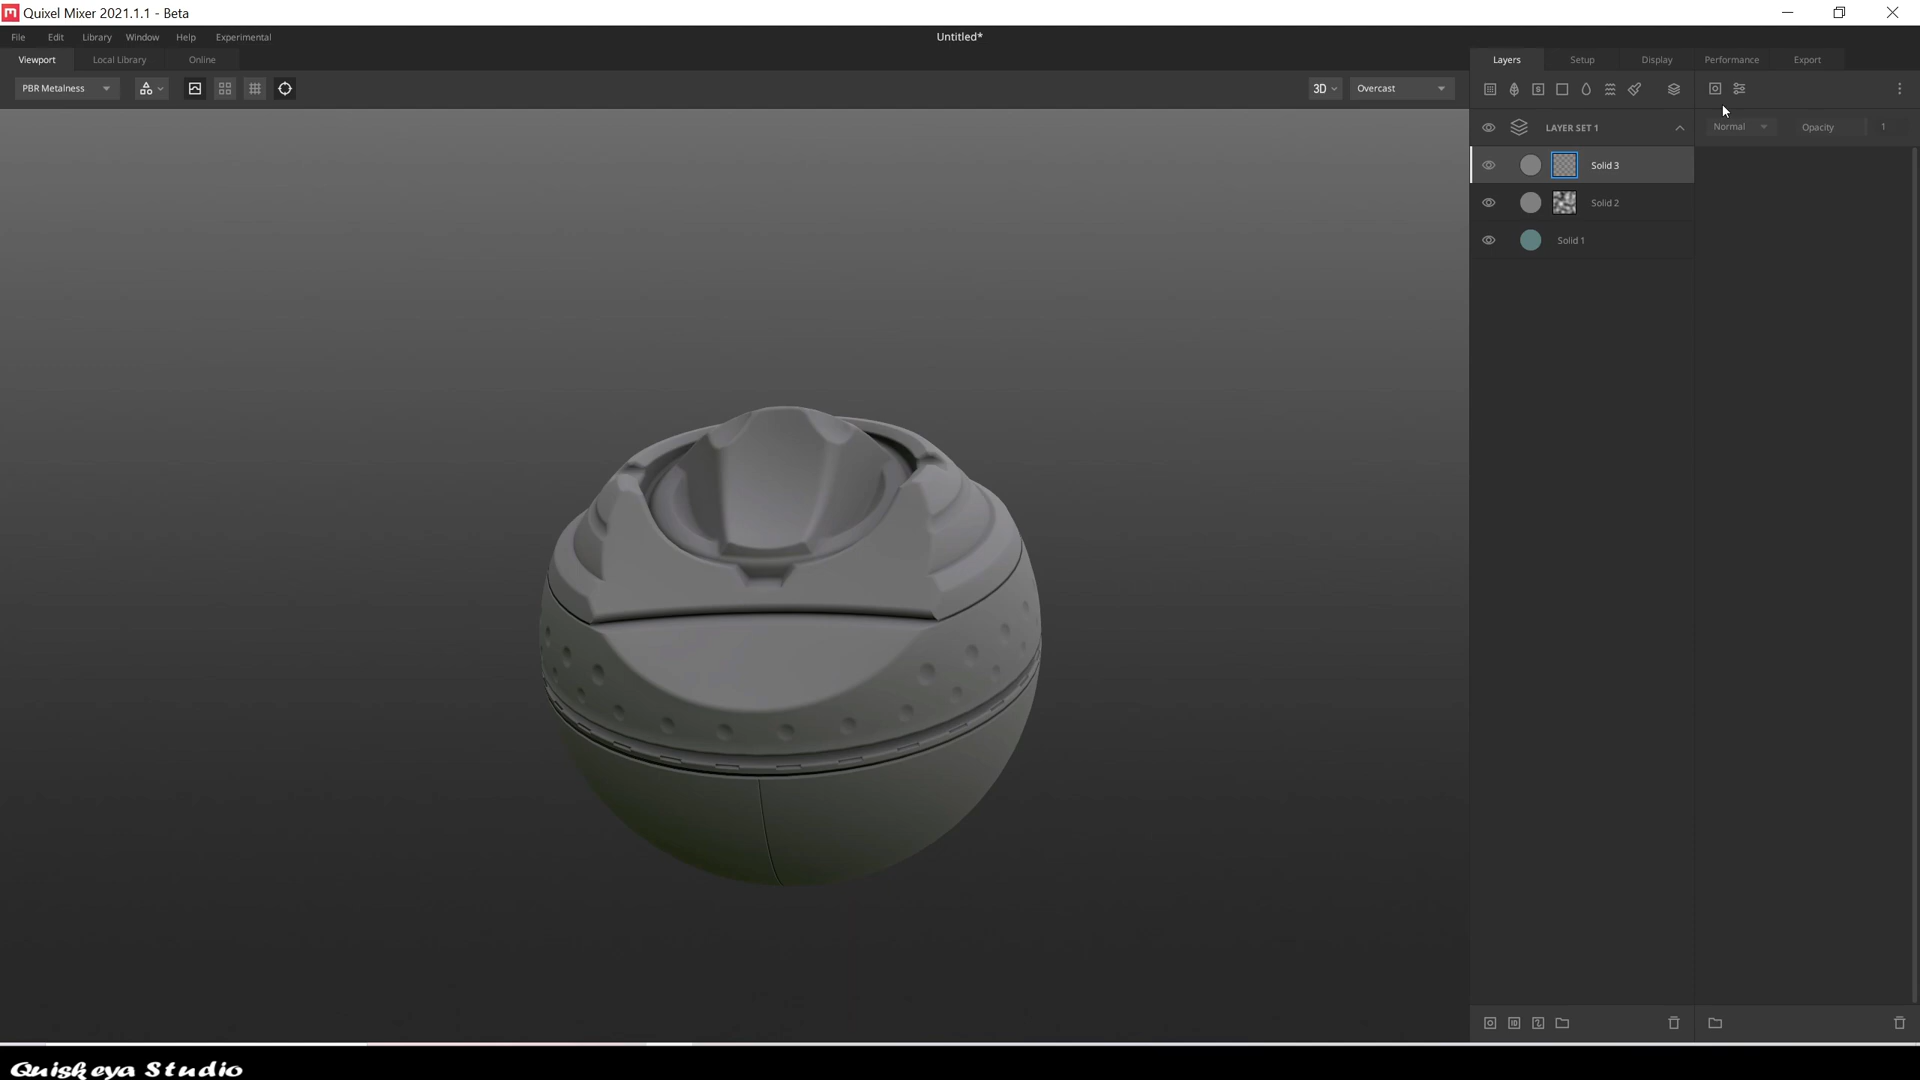 Quixel Mixer 2021.1.1 - Beta
File Edit Library Window Help Experimental
Untitled*
Viewport Local Library Online
Layers Setup Display Performance Export
PBR Metalness
3D
Overcast
LAYER SET 1
Normal
Opacity
1
Solid 3
Solid 2
Solid 1
Quiskeya Studio